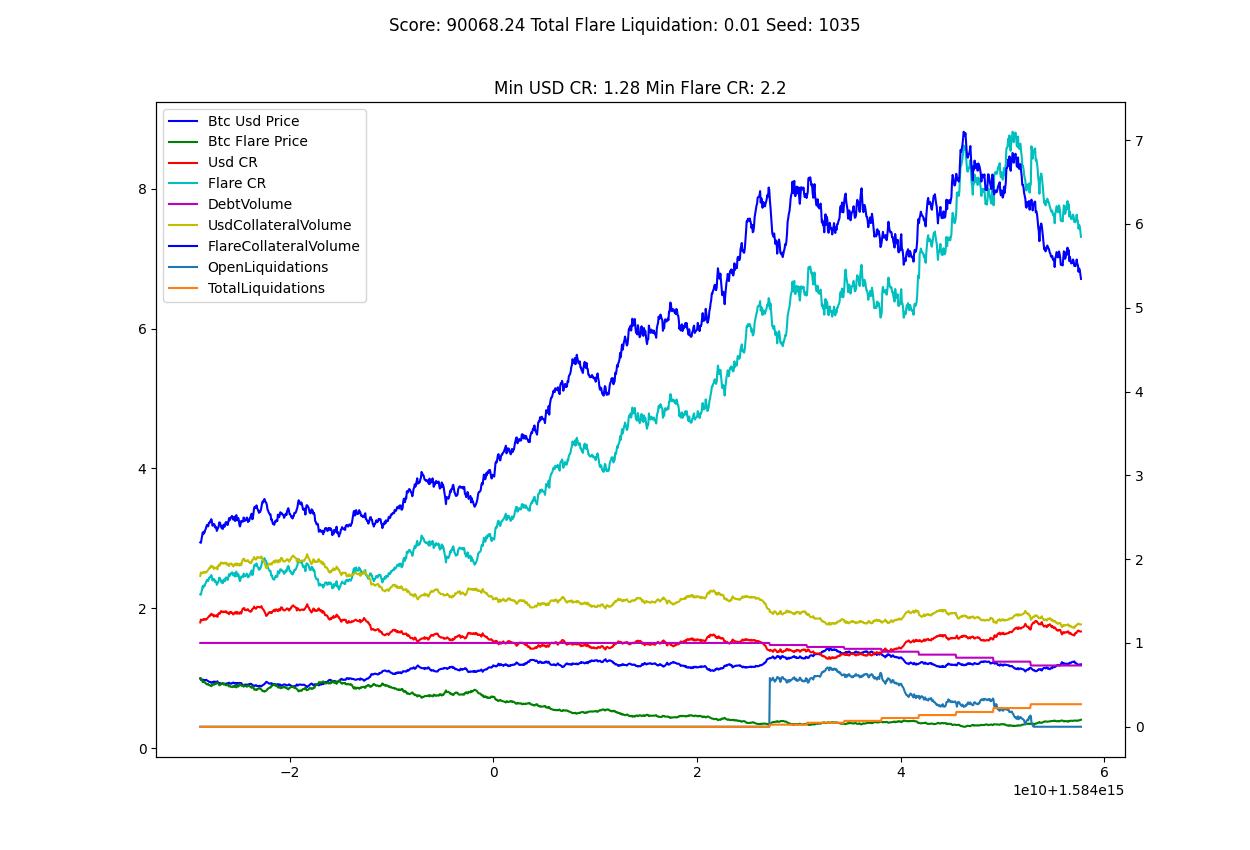 Score: 90068.24 Total Flare Liquidation: 0.01 Seed: 1035
Min USD CR: 1.28 Min Flare CR: 2.2
Btc Usd Price
Btc Flare Price
Usd CR
Flare CR
DebtVolume
UsdCollateralVolume
FlareCollateralVolume
OpenLiquidations
TotalLiquidations
8
6
4
2
0
7
6
5
4
3
2
1
0
−2
0
2
4
6
1e10+1.584e15